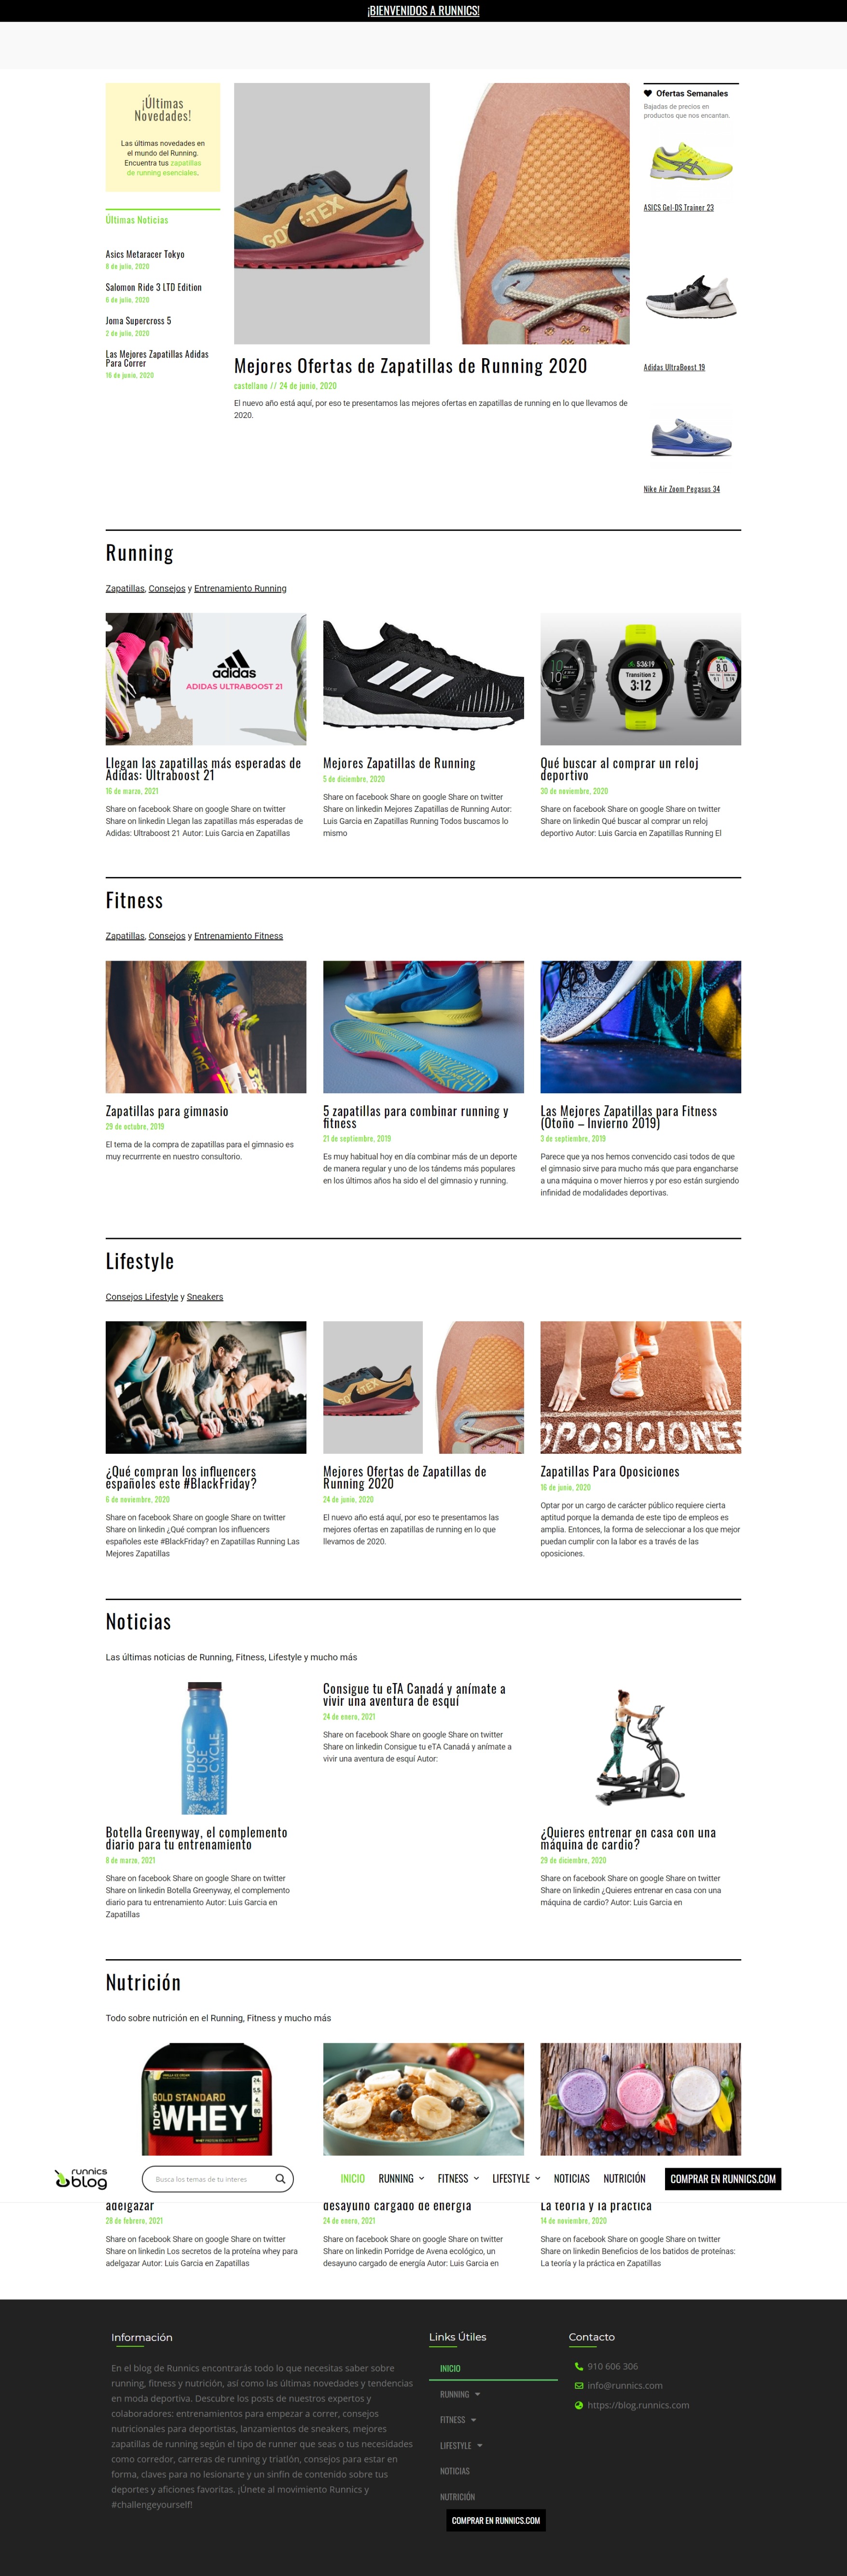 ¡BIENVENIDOS A RUNNICS!
¡Últimas
Novedades!
Las últimas novedades en
el mundo del Running.
Encuentra tus zapatillas
de running esenciales.
Últimas Noticias
Asics Metaracer Tokyo
8 de julio, 2020
Salomon Ride 3 LTD Edition
6 de julio, 2020
Joma Supercross 5
2 de julio, 2020
Las Mejores Zapatillas Adidas
Para Correr
16 de junio, 2020
GORE-TEX
Mejores Ofertas de Zapatillas de Running 2020
castellano // 24 de junio, 2020
El nuevo año está aquí, por eso te presentamos las mejores ofertas en zapatillas de running en lo que llevamos de
2020.
Ofertas Semanales
Bajadas de precios en
productos que nos encantan.
ASICS Gel-DS Trainer 23
Adidas UltraBoost 19
Nike Air Zoom Pegasus 34
Running
Zapatillas, Consejos y Entrenamiento Running
adidas
ADIDAS ULTRABOOST 21
5:36:19
Transition 2
3:12
8.0
Llegan las zapatillas más esperadas de
Adidas: Ultraboost 21
16 de marzo, 2021
Share on facebook Share on google Share on twitter
Share on linkedin Llegan las zapatillas más esperadas de
Adidas: Ultraboost 21 Autor: Luis Garcia en Zapatillas
Mejores Zapatillas de Running
5 de diciembre, 2020
Share on facebook Share on google Share on twitter
Share on linkedin Mejores Zapatillas de Running Autor:
Luis Garcia en Zapatillas Running Todos buscamos lo
mismo
Qué buscar al comprar un reloj
deportivo
30 de noviembre, 2020
Share on facebook Share on google Share on twitter
Share on linkedin Qué buscar al comprar un reloj
deportivo Autor: Luis Garcia en Zapatillas Running El
Fitness
Zapatillas, Consejos y Entrenamiento Fitness
Zapatillas para gimnasio
29 de octubre, 2019
El tema de la compra de zapatillas para el gimnasio es
muy recurrrente en nuestro consultorio.
5 zapatillas para combinar running y
fitness
21 de septiembre, 2019
Es muy habitual hoy en día combinar más de un deporte
de manera regular y uno de los tándems más populares
en los últimos años ha sido el del gimnasio y running.
Las Mejores Zapatillas para Fitness
(Otoño – Invierno 2019)
3 de septiembre, 2019
Parece que ya nos hemos convencido casi todos de que
el gimnasio sirve para mucho más que para engancharse
a una máquina o mover hierros y por eso están surgiendo
infinidad de modalidades deportivas.
Lifestyle
Consejos Lifestyle y Sneakers
GORE-TEX
OPOSICIONES
¿Qué compran los influencers
españoles este #BlackFriday?
6 de noviembre, 2020
Share on facebook Share on google Share on twitter
Share on linkedin ¿Qué compran los influencers
españoles este #BlackFriday? en Zapatillas Running Las
Mejores Zapatillas
Mejores Ofertas de Zapatillas de
Running 2020
24 de junio, 2020
El nuevo año está aquí, por eso te presentamos las
mejores ofertas en zapatillas de running en lo que
llevamos de 2020.
Zapatillas Para Oposiciones
16 de junio, 2020
Optar por un cargo de carácter público requiere cierta
aptitud porque la demanda de este tipo de empleos es
amplia. Entonces, la forma de seleccionar a los que mejor
puedan cumplir con la labor es a través de las
oposiciones.
Noticias
Las últimas noticias de Running, Fitness, Lifestyle y mucho más
Botella Greenyway, el complemento
diario para tu entrenamiento
8 de marzo, 2021
Share on facebook Share on google Share on twitter
Share on linkedin Botella Greenyway, el complemento
diario para tu entrenamiento Autor: Luis Garcia en
Zapatillas
Consigue tu eTA Canadá y anímate a
vivir una aventura de esquí
24 de enero, 2021
Share on facebook Share on google Share on twitter
Share on linkedin Consigue tu eTA Canadá y anímate a
vivir una aventura de esquí Autor:
¿Quieres entrenar en casa con una
máquina de cardio?
29 de diciembre, 2020
Share on facebook Share on google Share on twitter
Share on linkedin ¿Quieres entrenar en casa con una
máquina de cardio? Autor: Luis Garcia en
Nutrición
Todo sobre nutrición en el Running, Fitness y mucho más
GOLD STANDARD
100% WHEY
24
5.5
4
80
runnics
blog
Busca los temas de tu interes
INICIO RUNNING FITNESS LIFESTYLE NOTICIAS NUTRICIÓN COMPRAR EN RUNNICS.COM
adelgazar
28 de febrero, 2021
Share on facebook Share on google Share on twitter
Share on linkedin Los secretos de la proteína whey para
adelgazar Autor: Luis Garcia en Zapatillas
desayuno cargado de energía
24 de enero, 2021
Share on facebook Share on google Share on twitter
Share on linkedin Porridge de Avena ecológico, un
desayuno cargado de energía Autor: Luis Garcia en
La teoría y la práctica
14 de noviembre, 2020
Share on facebook Share on google Share on twitter
Share on linkedin Beneficios de los batidos de proteínas:
La teoría y la práctica en Zapatillas
Información
En el blog de Runnics encontrarás todo lo que necesitas saber sobre
running, fitness y nutrición, así como las últimas novedades y tendencias
en moda deportiva. Descubre los posts de nuestros expertos y
colaboradores: entrenamientos para empezar a correr, consejos
nutricionales para deportistas, lanzamientos de sneakers, mejores
zapatillas de running según el tipo de runner que seas o tus necesidades
como corredor, carreras de running y triatlón, consejos para estar en
forma, claves para no lesionarte y un sinfín de contenido sobre tus
deportes y aficiones favoritas. ¡Únete al movimiento Runnics y
#challengeyourself!
Links Útiles
INICIO
RUNNING
FITNESS
LIFESTYLE
NOTICIAS
NUTRICIÓN
COMPRAR EN RUNNICS.COM
Contacto
910 606 306
info@runnics.com
https://blog.runnics.com